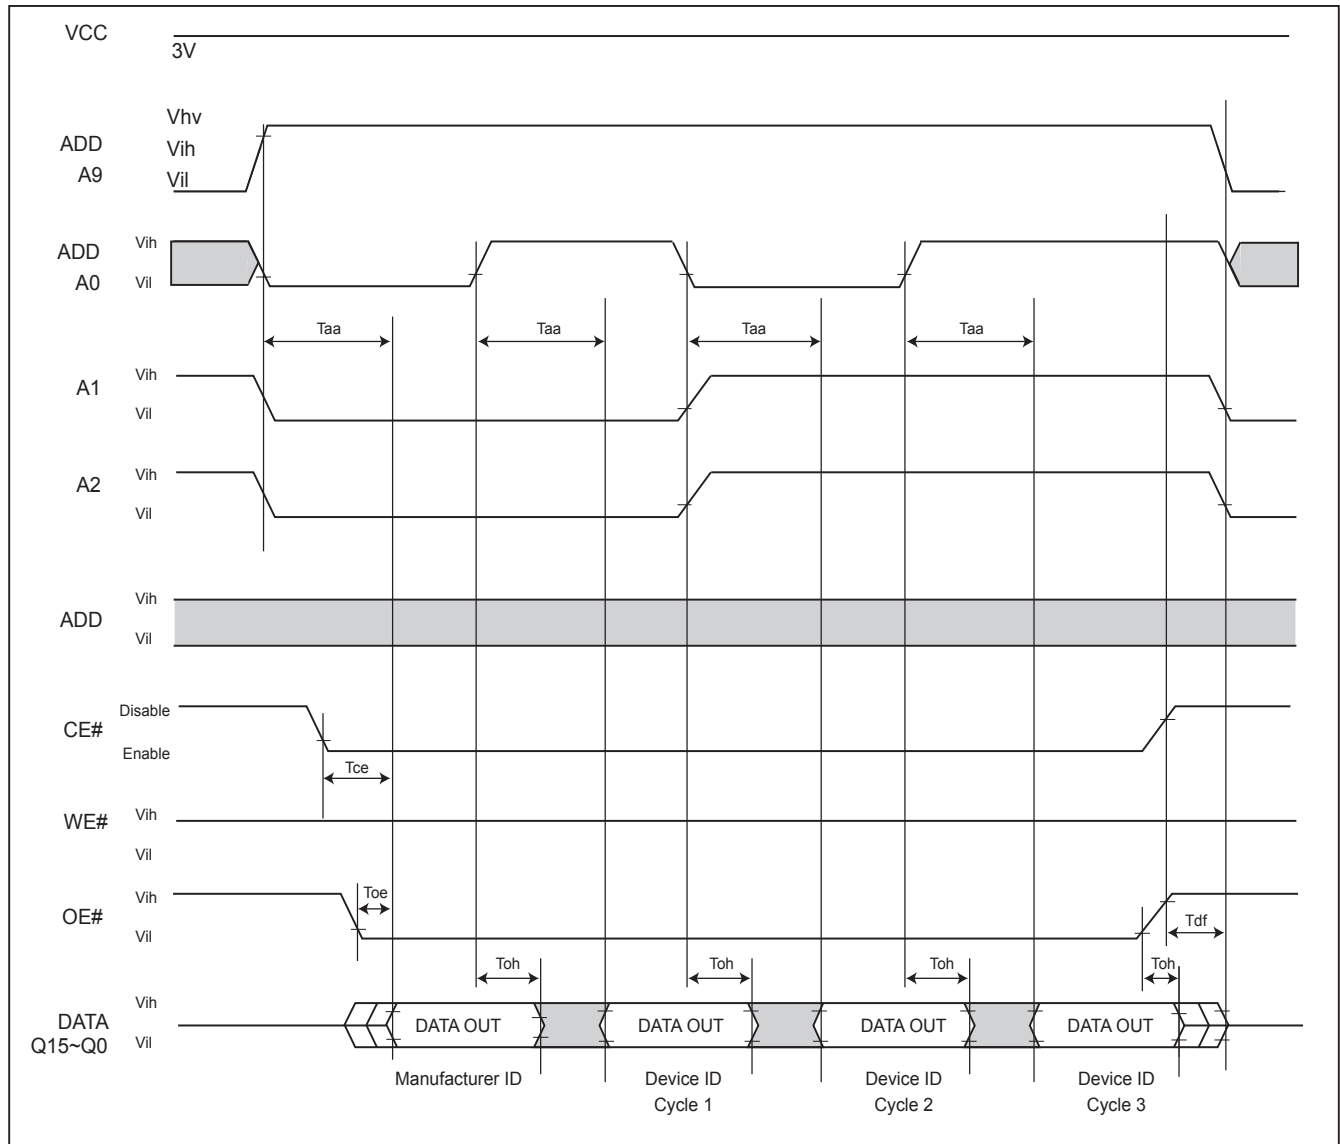 VCC
3V
Vhv
ADD
Vih
A9
Vil
ADD
Vih
A0
Vil
Taa Taa Taa Taa
A1
Vih
Vil
A2
Vih
Vil
ADD
Vih
Vil
CE#
Disable
Enable
Tce
WE#
Vih
Vil
OE#
Vih
Vil
Toe
Tdf
Toh Toh Toh Toh
DATA
Q15~Q0
Vih
Vil
DATA OUT DATA OUT DATA OUT DATA OUT
Manufacturer ID
Device ID
Cycle 1
Device ID
Cycle 2
Device ID
Cycle 3